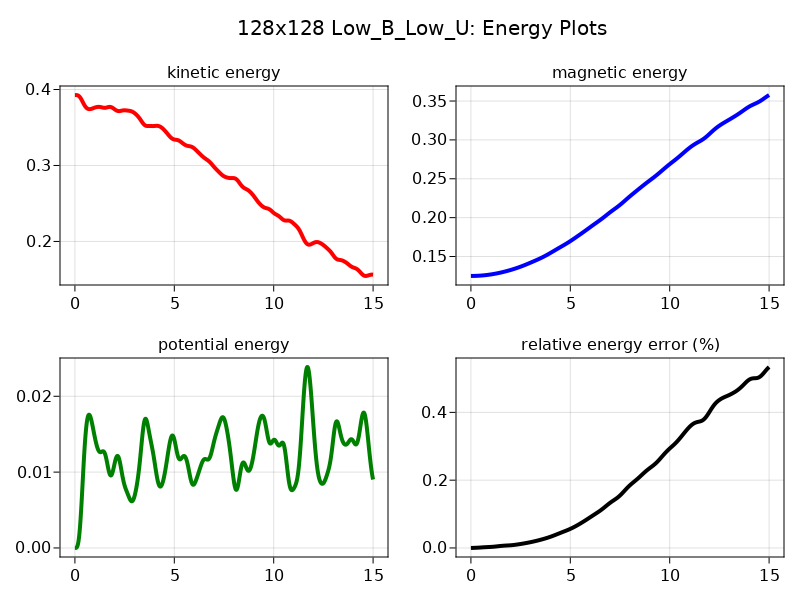 128x128 Low_B_Low_U: Energy Plots
kinetic energy
0.4
0.3
0.2
0 5 10 15
magnetic energy
0.35
0.30
0.25
0.20
0.15
0 5 10 15
potential energy
0.02
0.01
0.00
0 5 10 15
relative energy error (%)
0.4
0.2
0.0
0 5 10 15